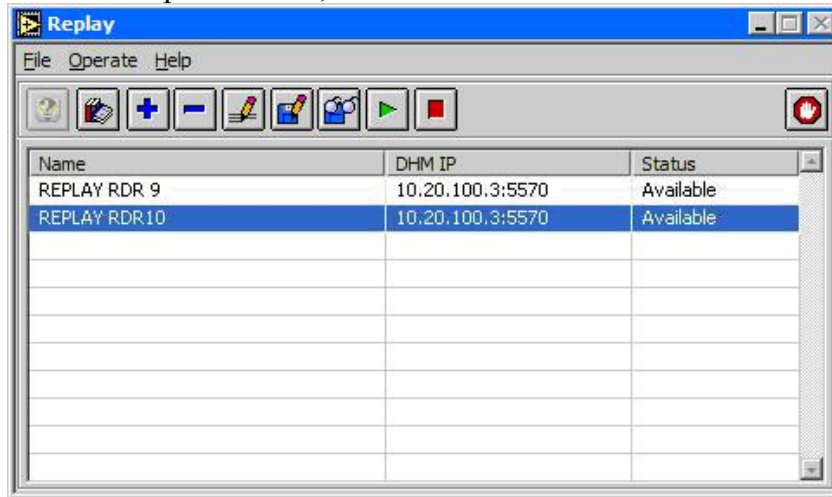 Replay
File Operate Help
Name DHM IP Status
REPLAY RDR 9 10.20.100.3:5570 Available
REPLAY RDR10 10.20.100.3:5570 Available